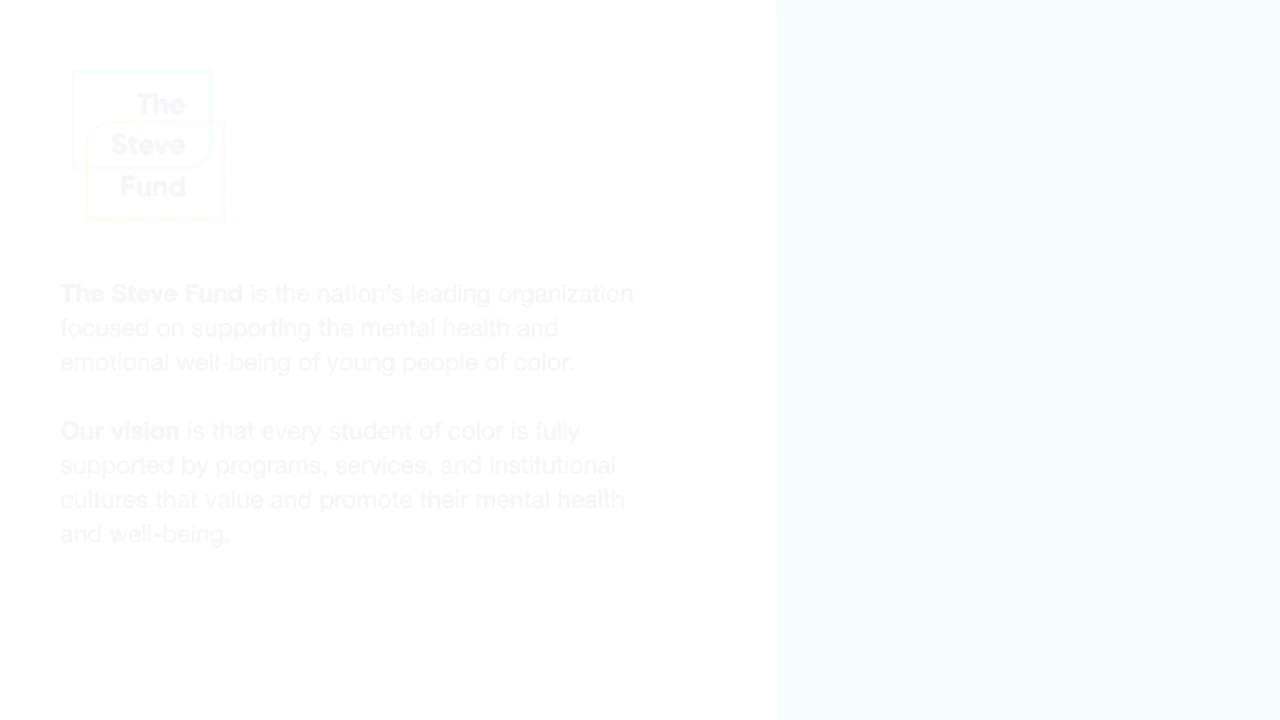 The
Steve
Fund
The Steve Fund is the nation's leading organization
focused on supporting the mental health and
emotional well-being of young people of color.
Our vision is that every student of color is fully
supported by programs, services, and institutional
cultures that value and promote their mental health
and well-being.